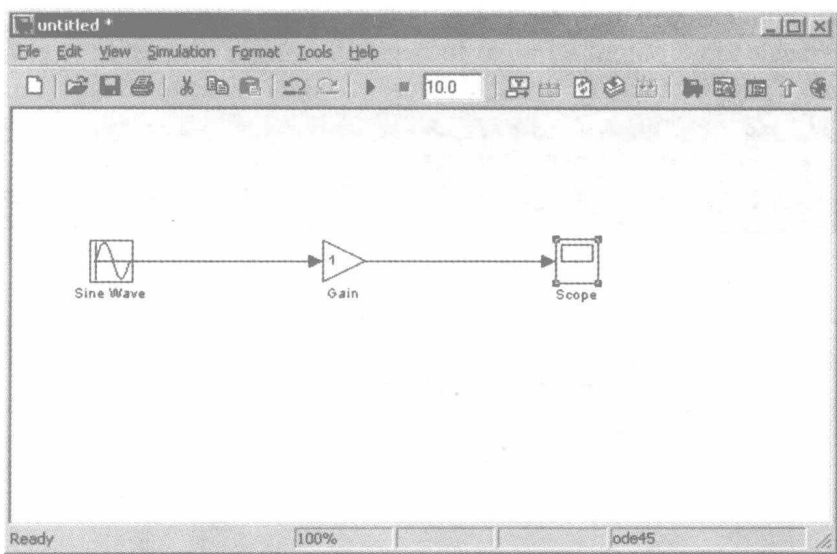 untitled *
File Edit View Simulation Format Tools Help
10.0
1
Sine Wave
Gain
Scope
Ready
100%
ode45